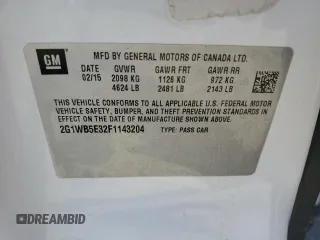 GM
MFD BY GENERAL MOTORS OF CANADA LTD.
DATE GVWR GAWR FRT GAWR RR
02/15 2098 KG 1126 KG 972 KG
4624 LB 2481 LB 2143 LB
THIS VEHICLE CONFORMS TO ALL APPLICABLE U.S. FEDERAL MOTOR
VEHICLE SAFETY, BUMPER, AND THEFT PREVENTION STANDARDS IN
EFFECT ON THE DATE OF MANUFACTURE SHOWN ABOVE.
2G1WB5E32F1143204 TYPE: PASS CAR
DREAMBID